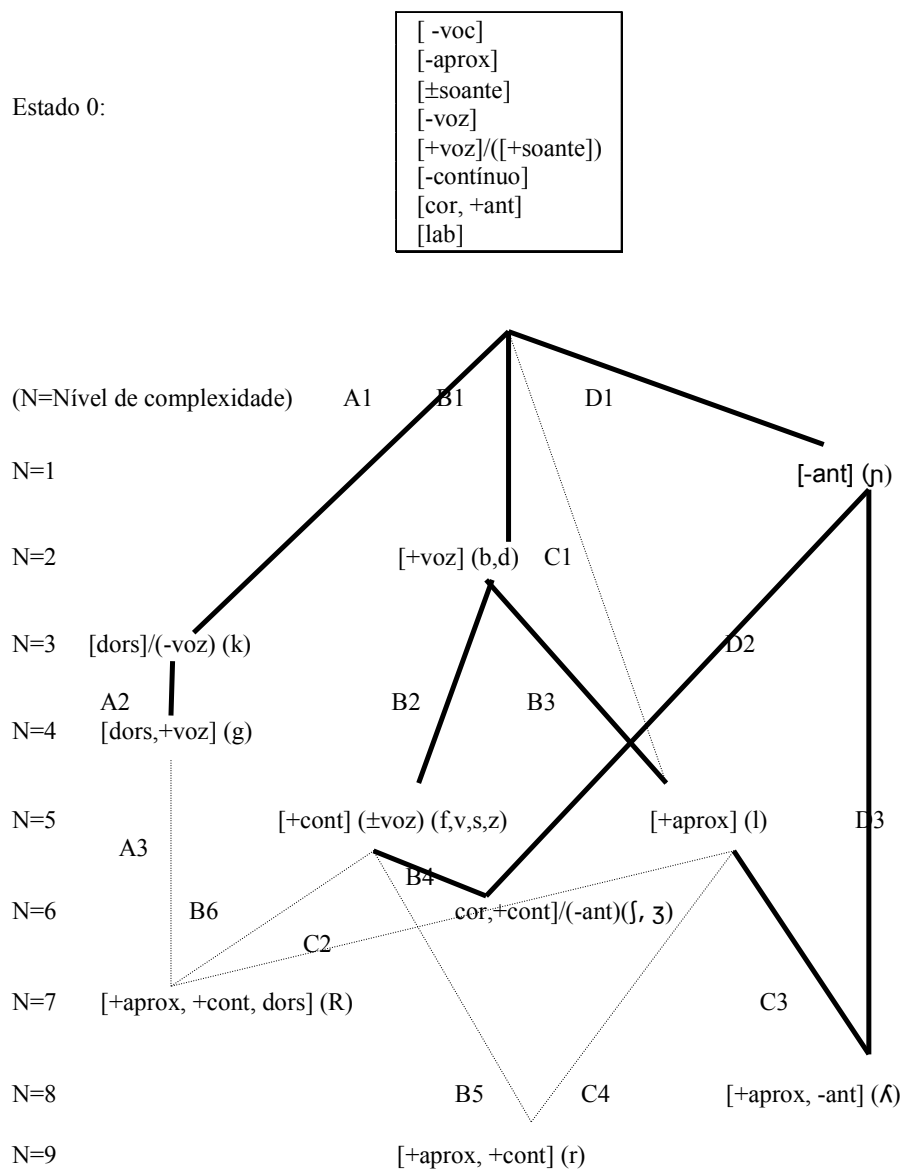 [ -voc]
[-aprox]
[±soante]
Estado 0:
[-voz]
[+voz]/([+soante])
[-contínuo]
[cor, +ant]
[lab]
(N=Nível de complexidade) A1 B1 D1
N=1 [-ant] (ɲ)
N=2 [+voz] (b,d) C1
N=3 [dors]/(-voz) (k) D2
A2 B2 B3
N=4 [dors,+voz] (g)
N=5 [+cont] (±voz) (f,v,s,z) [+aprox] (l) D3
A3 B4
N=6 B6 cor,+cont]/(-ant)(ʃ, ʒ)
C2
N=7 [+aprox, +cont, dors] (R) C3
N=8 B5 C4 [+aprox, -ant] (ʎ)
N=9 [+aprox, +cont] (r)